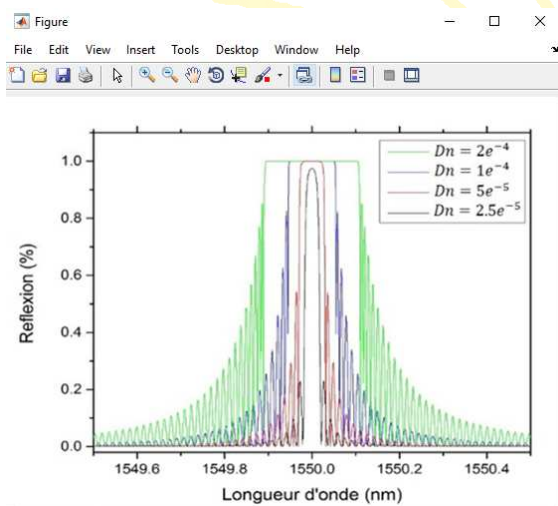 Figure
File Edit View Insert Tools Desktop Window Help
Dn = 2e⁻⁴
Dn = 1e⁻⁴
Dn = 5e⁻⁵
Dn = 2.5e⁻⁵
1.0
0.8
0.6
0.4
0.2
0.0
Reflexion (%)
1549.6 1549.8 1550.0 1550.2 1550.4
Longueur d'onde (nm)